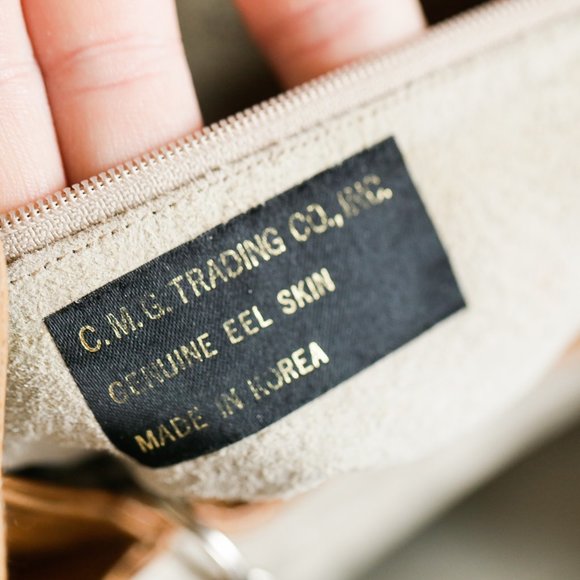 C. M. G. TRADING CO., INC.
GENUINE EEL SKIN
MADE IN KOREA